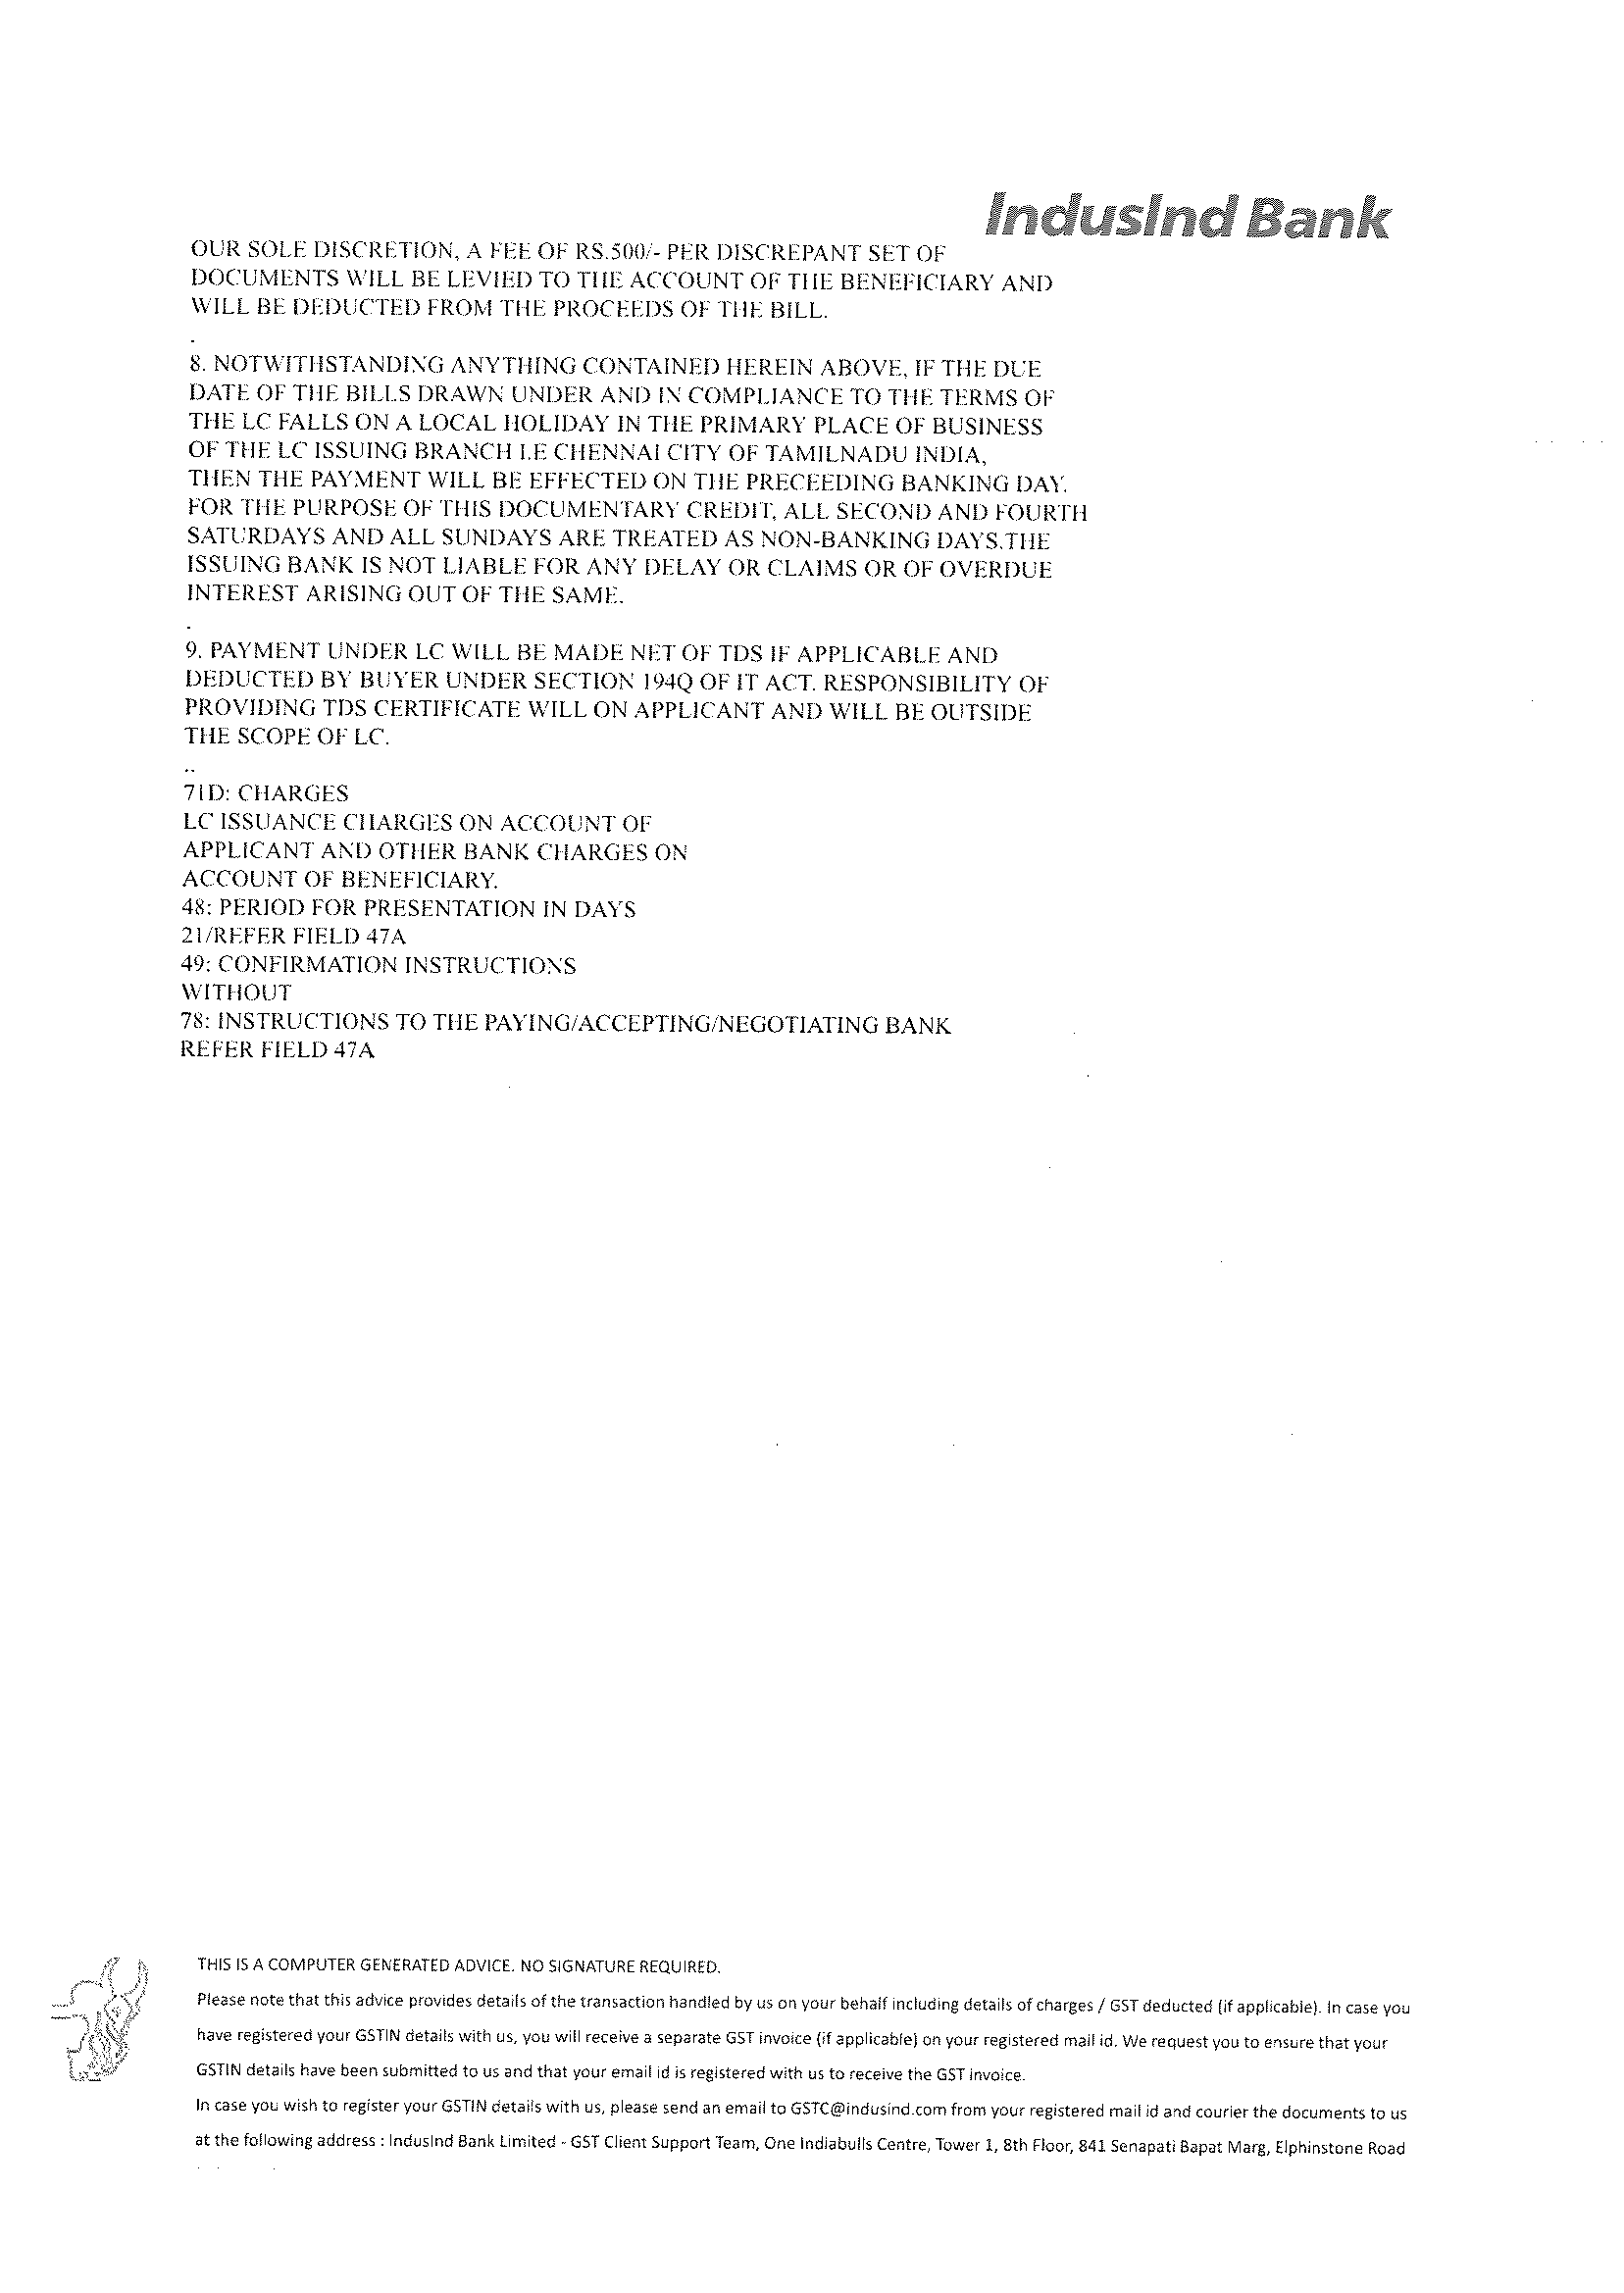 IndusInd Bank
OUR SOLE DISCRETION, A FEE OF RS.500/- PER DISCREPANT SET OF
DOCUMENTS WILL BE LEVIED TO THE ACCOUNT OF THE BENEFICIARY AND
WILL BE DEDUCTED FROM THE PROCEEDS OF THE BILL.
.
8. NOTWITHSTANDING ANYTHING CONTAINED HEREIN ABOVE, IF THE DUE
DATE OF THE BILLS DRAWN UNDER AND IN COMPLIANCE TO THE TERMS OF
THE LC FALLS ON A LOCAL HOLIDAY IN THE PRIMARY PLACE OF BUSINESS
OF THE LC ISSUING BRANCH I.E CHENNAI CITY OF TAMILNADU INDIA,
THEN THE PAYMENT WILL BE EFFECTED ON THE PRECEEDING BANKING DAY.
FOR THE PURPOSE OF THIS DOCUMENTARY CREDIT, ALL SECOND AND FOURTH
SATURDAYS AND ALL SUNDAYS ARE TREATED AS NON-BANKING DAYS.THE
ISSUING BANK IS NOT LIABLE FOR ANY DELAY OR CLAIMS OR OF OVERDUE
INTEREST ARISING OUT OF THE SAME.
.
9. PAYMENT UNDER LC WILL BE MADE NET OF TDS IF APPLICABLE AND
DEDUCTED BY BUYER UNDER SECTION 194Q OF IT ACT. RESPONSIBILITY OF
PROVIDING TDS CERTIFICATE WILL ON APPLICANT AND WILL BE OUTSIDE
THE SCOPE OF LC.
..
71D: CHARGES
LC ISSUANCE CHARGES ON ACCOUNT OF
APPLICANT AND OTHER BANK CHARGES ON
ACCOUNT OF BENEFICIARY.
48: PERIOD FOR PRESENTATION IN DAYS
21/REFER FIELD 47A
49: CONFIRMATION INSTRUCTIONS
WITHOUT
78: INSTRUCTIONS TO THE PAYING/ACCEPTING/NEGOTIATING BANK
REFER FIELD 47A
THIS IS A COMPUTER GENERATED ADVICE. NO SIGNATURE REQUIRED.
Please note that this advice provides details of the transaction handled by us on your behalf including details of charges / GST deducted (if applicable). In case you
have registered your GSTIN details with us, you will receive a separate GST invoice (if applicable) on your registered mail id. We request you to ensure that your
GSTIN details have been submitted to us and that your email id is registered with us to receive the GST invoice.
In case you wish to register your GSTIN details with us, please send an email to GSTC@indusind.com from your registered mail id and courier the documents to us
at the following address : IndusInd Bank Limited - GST Client Support Team, One Indiabulls Centre, Tower 1, 8th Floor, 841 Senapati Bapat Marg, Elphinstone Road